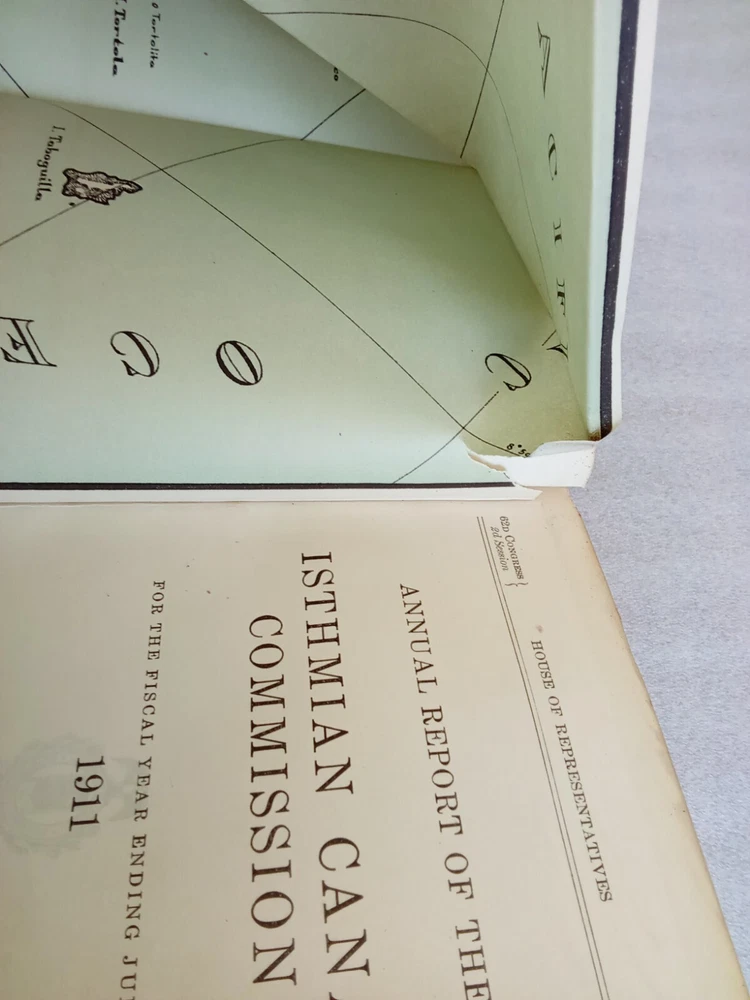 I. Tortola
o Tortolita
I. Taboguilla
P A C I F I C
O C E
62D CONGRESS
2d Session
HOUSE OF REPRESENTATIVES
ANNUAL REPORT OF THE
ISTHMIAN CANA
COMMISSION
FOR THE FISCAL YEAR ENDING JU
1911